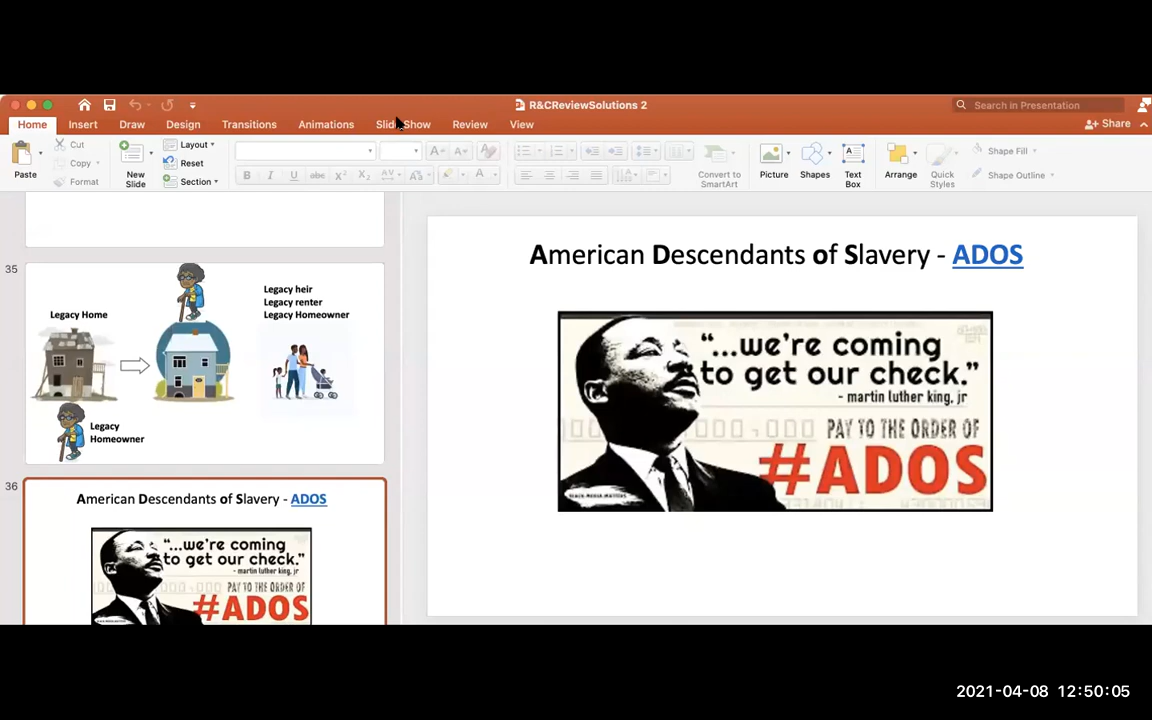 R&CReviewSolutions 2
Search in Presentation
Home Insert Draw Design Transitions Animations Slide Show Review View
Share
Paste
Cut
Copy
Format
New
Slide
Layout
Reset
Section
Convert to
SmartArt
Picture
Shapes
Text
Box
Arrange
Quick
Styles
Shape Fill
Shape Outline
35
Legacy Home
Legacy heir
Legacy renter
Legacy Homeowner
Legacy
Homeowner
36
American Descendants of Slavery - ADOS
“...we’re coming
to get our check.”
- martin luther king, jr
PAY TO THE ORDER OF
#ADOS
American Descendants of Slavery - ADOS
“...we’re coming
to get our check.”
- martin luther king, jr
PAY TO THE ORDER OF
#ADOS
BLACK-MEDIA-MATTERS
2021-04-08 12:50:05